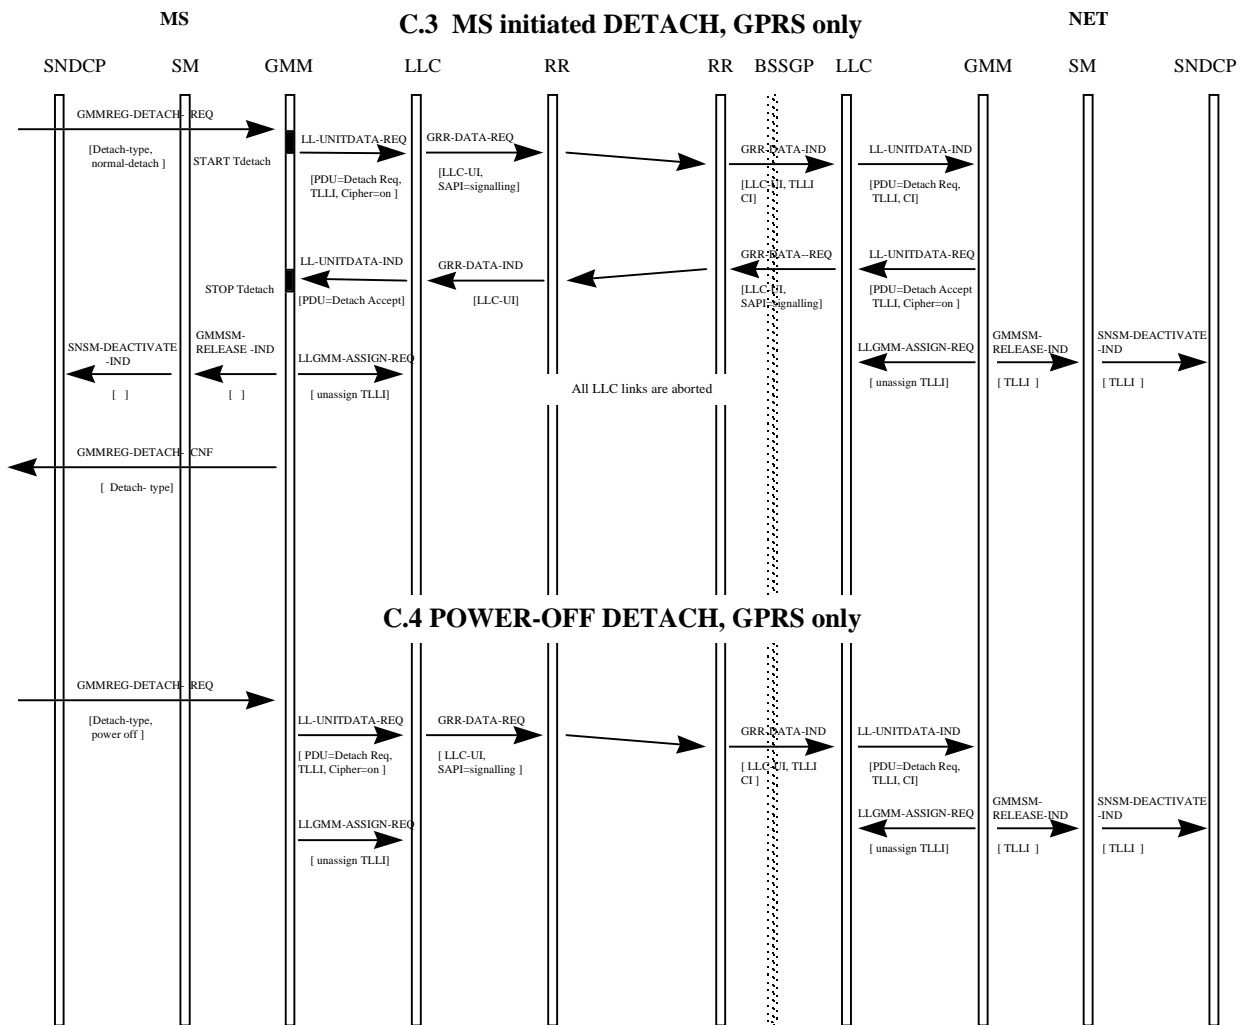 MS
C.3 MS initiated DETACH, GPRS only
NET
SNDCP SM GMM LLC RR RR BSSGP LLC GMM SM SNDCP
GMMREG-DETACH- REQ
[Detach-type,
normal-detach ]
START Tdetach
LL-UNITDATA-REQ
[PDU=Detach Req,
TLLI, Cipher=on ]
GRR-DATA-REQ
[LLC-UI,
SAPI=signalling]
GRR-DATA-IND
[LLC-UI, TLLI
CI]
LL-UNITDATA-IND
[PDU=Detach Req,
TLLI, CI]
LL-UNITDATA-REQ
[PDU=Detach Accept
TLLI, Cipher=on ]
GRR-DATA--REQ
[LLC-UI,
SAPI=signalling]
GRR-DATA-IND
[LLC-UI]
LL-UNITDATA-IND
[PDU=Detach Accept]
STOP Tdetach
SNSM-DEACTIVATE
-IND
[ ]
GMMSM-
RELEASE -IND
[ ]
LLGMM-ASSIGN-REQ
[ unassign TLLI]
All LLC links are aborted
LLGMM-ASSIGN-REQ
[ unassign TLLI]
GMMSM-
RELEASE-IND
[ TLLI ]
SNSM-DEACTIVATE
-IND
[ TLLI ]
GMMREG-DETACH- CNF
[ Detach- type]
C.4 POWER-OFF DETACH, GPRS only
GMMREG-DETACH- REQ
[Detach-type,
power off ]
LL-UNITDATA-REQ
[ PDU=Detach Req,
TLLI, Cipher=on ]
GRR-DATA-REQ
[ LLC-UI,
SAPI=signalling ]
GRR-DATA-IND
[ LLC-UI, TLLI
CI ]
LL-UNITDATA-IND
[PDU=Detach Req,
TLLI, CI]
LLGMM-ASSIGN-REQ
[ unassign TLLI]
LLGMM-ASSIGN-REQ
[ unassign TLLI]
GMMSM-
RELEASE-IND
[ TLLI ]
SNSM-DEACTIVATE
-IND
[ TLLI ]